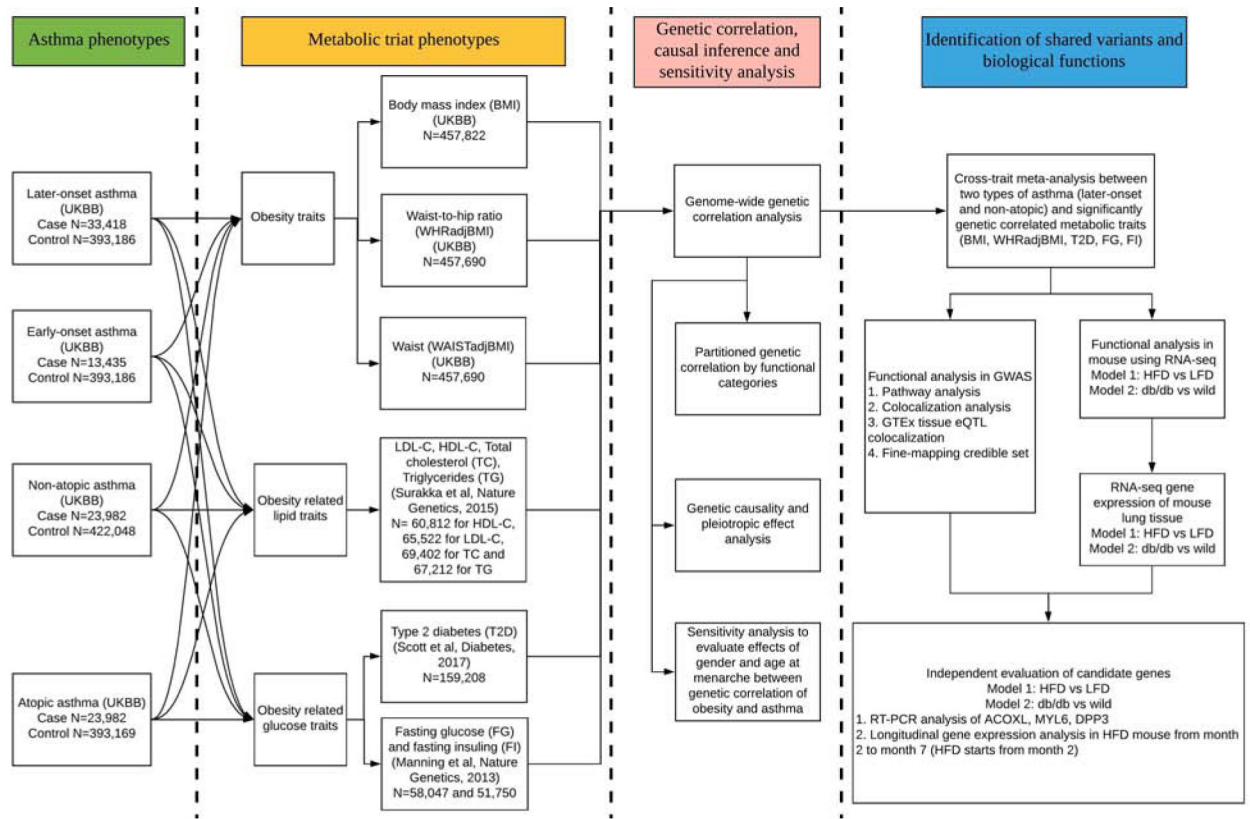 Asthma phenotypes
Metabolic triat phenotypes
Genetic correlation,
causal inference and
sensitivity analysis
Identification of shared variants and
biological functions
Later-onset asthma
(UKBB)
Case N=33,418
Control N=393,186
Early-onset asthma
(UKBB)
Case N=13,435
Control N=393,186
Non-atopic asthma
(UKBB)
Case N=23,982
Control N=422,048
Atopic asthma (UKBB)
Case N=23,982
Control N=393,169
Obesity traits
Obesity related
lipid traits
Obesity related
glucose traits
Body mass index (BMI)
(UKBB)
N=457,822
Waist-to-hip ratio
(WHRadjBMI)
(UKBB)
N=457,690
Waist (WAISTadjBMI)
(UKBB)
N=457,690
LDL-C, HDL-C, Total
cholesterol (TC),
Triglycerides (TG)
(Surakka et al, Nature
Genetics, 2015)
N= 60,812 for HDL-C,
65,522 for LDL-C,
69,402 for TC and
67,212 for TG
Type 2 diabetes (T2D)
(Scott et al, Diabetes,
2017)
N=159,208
Fasting glucose (FG)
and fasting insuling (FI)
(Manning et al, Nature
Genetics, 2013)
N=58,047 and 51,750
Genome-wide genetic
correlation analysis
Partitioned genetic
correlation by functional
categories
Genetic causality and
pleiotropic effect
analysis
Sensitivity analysis to
evaluate effects of
gender and age at
menarche between
genetic correlation of
obesity and asthma
Cross-trait meta-analysis between
two types of asthma (later-onset
and non-atopic) and significantly
genetic correlated metabolic traits
(BMI, WHRadjBMI, T2D, FG, FI)
Functional analysis in GWAS
1. Pathway analysis
2. Colocalization analysis
3. GTEx tissue eQTL
colocalization
4. Fine-mapping credible set
Functional analysis
in mouse using RNA-seq
Model 1: HFD vs LFD
Model 2: db/db vs wild
RNA-seq gene
expression of mouse
lung tissue
Model 1: HFD vs LFD
Model 2: db/db vs wild
Independent evaluation of candidate genes
Model 1: HFD vs LFD
Model 2: db/db vs wild
1. RT-PCR analysis of ACOXL, MYL6, DPP3
2. Longitudinal gene expression analysis in HFD mouse from month
2 to month 7 (HFD starts from month 2)